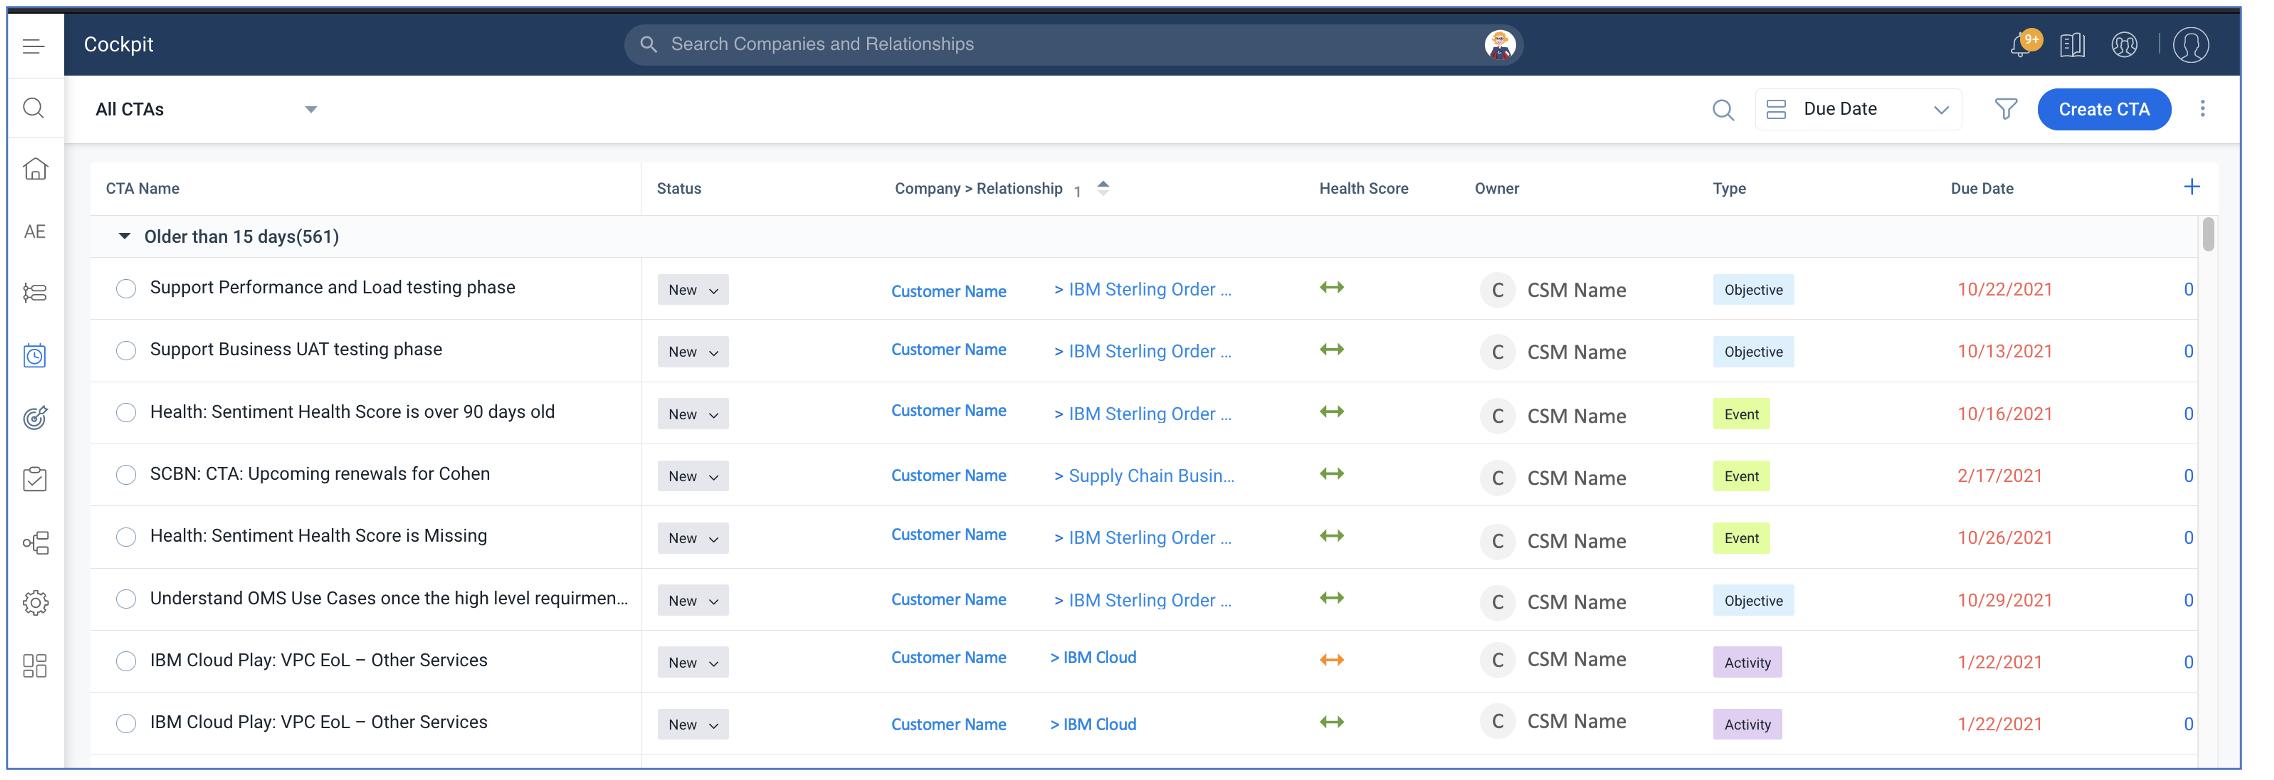 Cockpit
Search Companies and Relationships
9+
All CTAs
Due Date
Create CTA
AE
CTA Name Status Company > Relationship 1 Health Score Owner Type Due Date +
Older than 15 days(561)
Support Performance and Load testing phase New Customer Name > IBM Sterling Order ... C CSM Name Objective 10/22/2021 0
Support Business UAT testing phase New Customer Name > IBM Sterling Order ... C CSM Name Objective 10/13/2021 0
Health: Sentiment Health Score is over 90 days old New Customer Name > IBM Sterling Order ... C CSM Name Event 10/16/2021 0
SCBN: CTA: Upcoming renewals for Cohen New Customer Name > Supply Chain Busin... C CSM Name Event 2/17/2021 0
Health: Sentiment Health Score is Missing New Customer Name > IBM Sterling Order ... C CSM Name Event 10/26/2021 0
Understand OMS Use Cases once the high level requirmen... New Customer Name > IBM Sterling Order ... C CSM Name Objective 10/29/2021 0
IBM Cloud Play: VPC EoL – Other Services New Customer Name > IBM Cloud C CSM Name Activity 1/22/2021 0
IBM Cloud Play: VPC EoL – Other Services New Customer Name > IBM Cloud C CSM Name Activity 1/22/2021 0